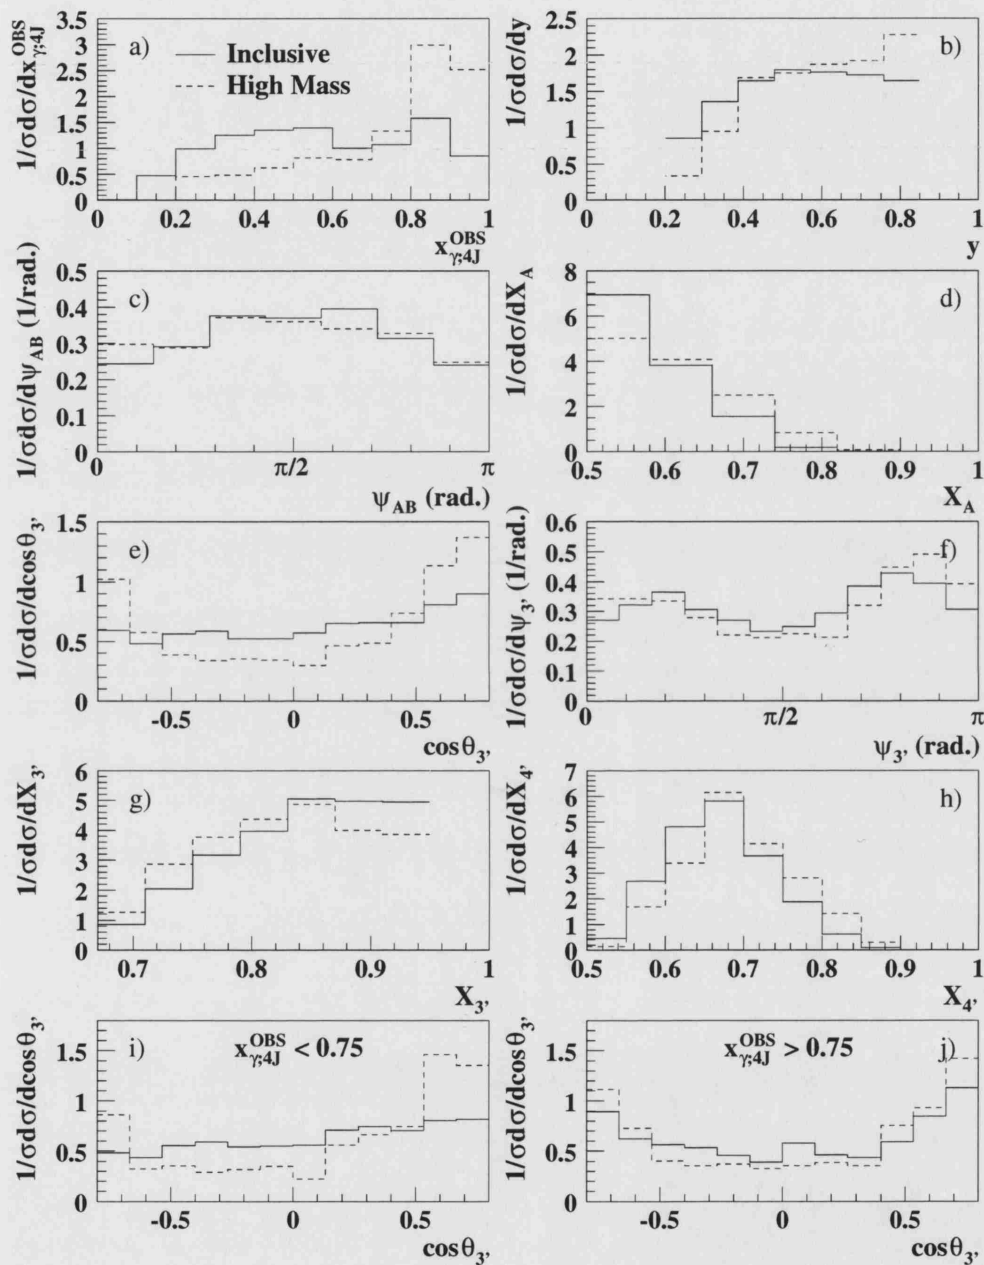 a)
Inclusive
High Mass
1/σdσ/dx^OBS_γ;4J
3.5
3
2.5
2
1.5
1
0.5
0
0 0.2 0.4 0.6 0.8 1
x^OBS_γ;4J
b)
1/σdσ/dy
2.5
2
1.5
1
0.5
0
0 0.2 0.4 0.6 0.8 1
y
c)
1/σdσ/dψ_AB (1/rad.)
0.5
0.4
0.3
0.2
0.1
0
0 π/2 π
ψ_AB (rad.)
d)
1/σdσ/dX_A
8
6
4
2
0
0.5 0.6 0.7 0.8 0.9 1
X_A
e)
1/σdσ/dcosθ_3'
1.5
1
0.5
0
-0.5 0 0.5
cosθ_3'
f)
1/σdσ/dψ_3' (1/rad.)
0.6
0.5
0.4
0.3
0.2
0.1
0
0 π/2 π
ψ_3' (rad.)
g)
1/σdσ/dX_3'
6
5
4
3
2
1
0
0.7 0.8 0.9 1
X_3'
h)
1/σdσ/dX_4'
7
6
5
4
3
2
1
0
0.5 0.6 0.7 0.8 0.9 1
X_4'
i)
x^OBS_γ;4J < 0.75
1/σdσ/dcosθ_3'
1.5
1
0.5
0
-0.5 0 0.5
cosθ_3'
j)
x^OBS_γ;4J > 0.75
1/σdσ/dcosθ_3'
1.5
1
0.5
0
-0.5 0 0.5
cosθ_3'